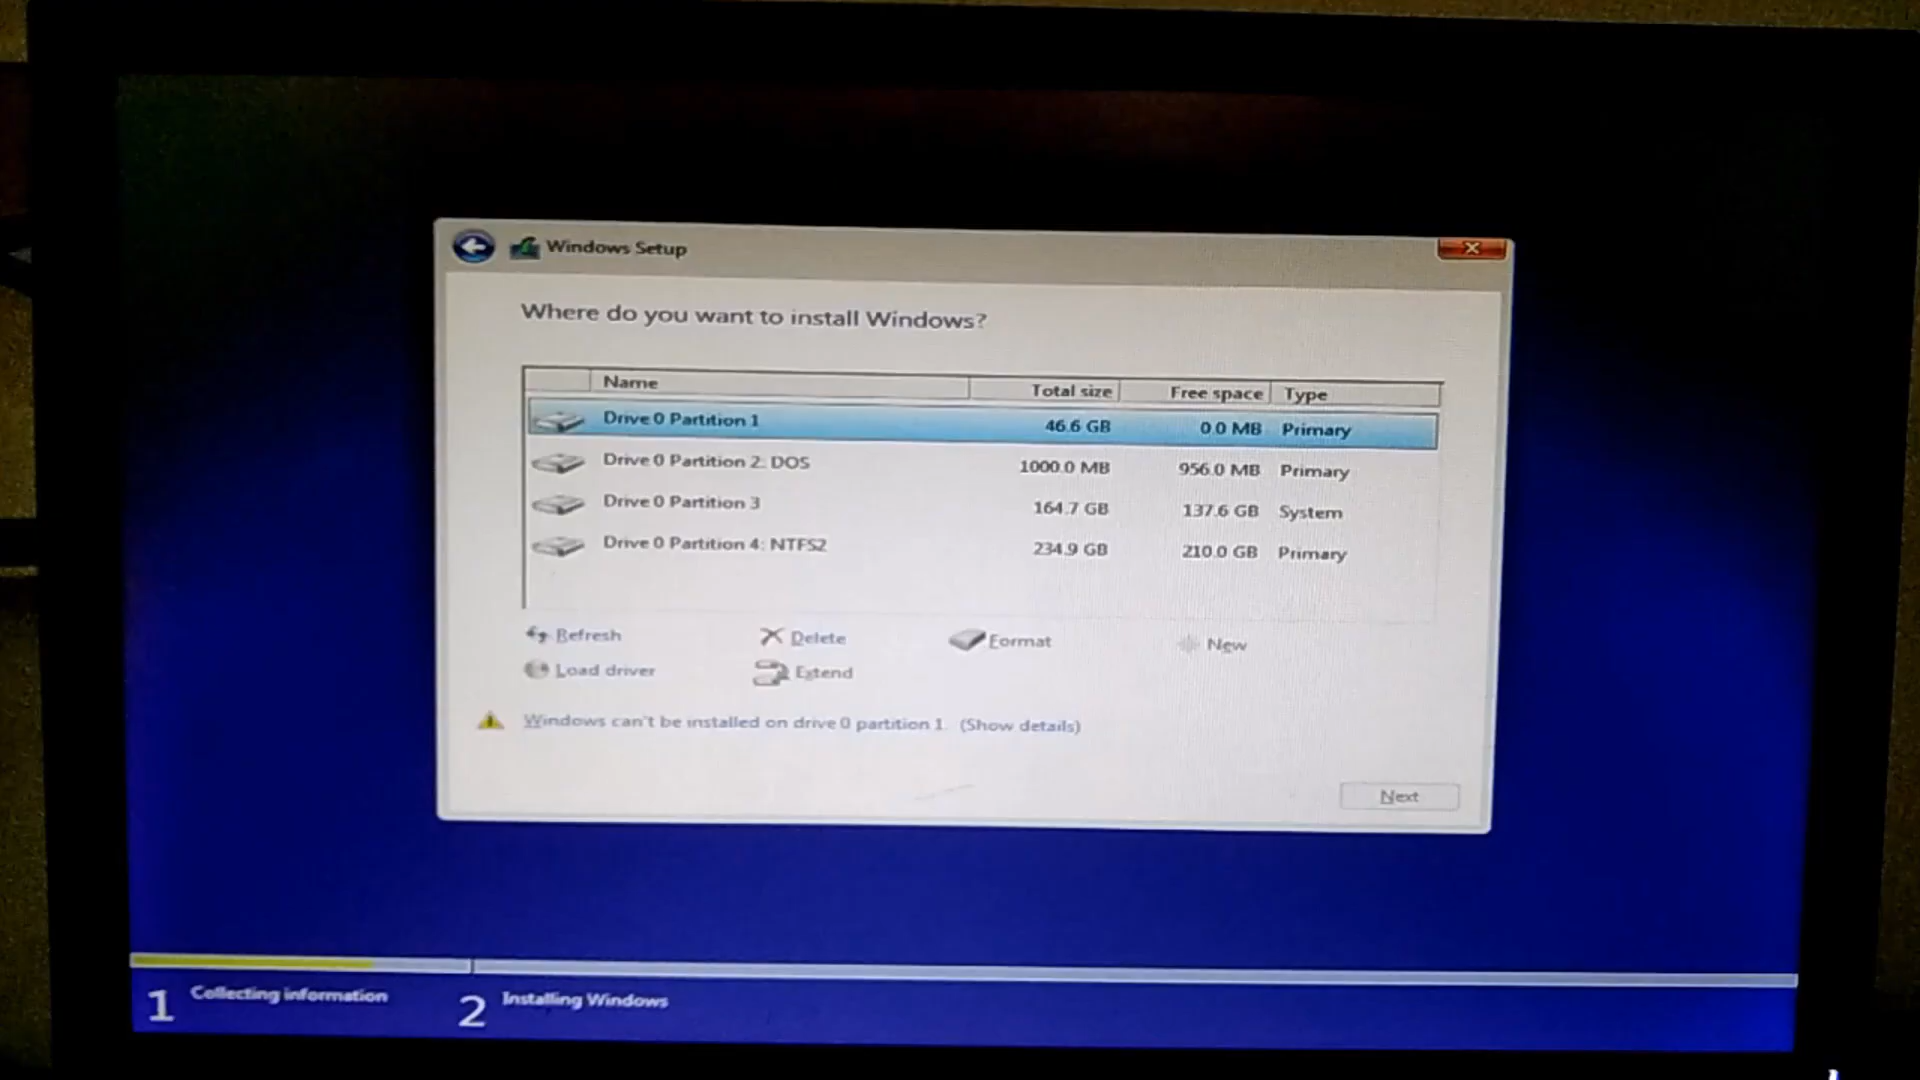 Windows Setup
Where do you want to install Windows?
Name Total size Free space Type
Drive 0 Partition 1 46.6 GB 0.0 MB Primary
Drive 0 Partition 2: DOS 1000.0 MB 956.0 MB Primary
Drive 0 Partition 3 164.7 GB 137.6 GB System
Drive 0 Partition 4: NTFS2 234.9 GB 210.0 GB Primary
Refresh Delete Format New
Load driver Extend
Windows can't be installed on drive 0 partition 1. (Show details)
Next
1 Collecting information 2 Installing Windows